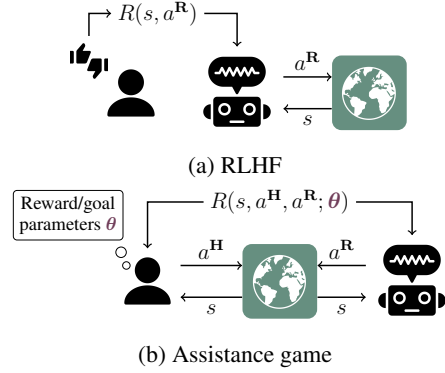 R(s, a^R)
a^R
s
(a) RLHF
Reward/goal
parameters θ
R(s, a^H, a^R; θ)
a^H
a^R
s
s
(b) Assistance game